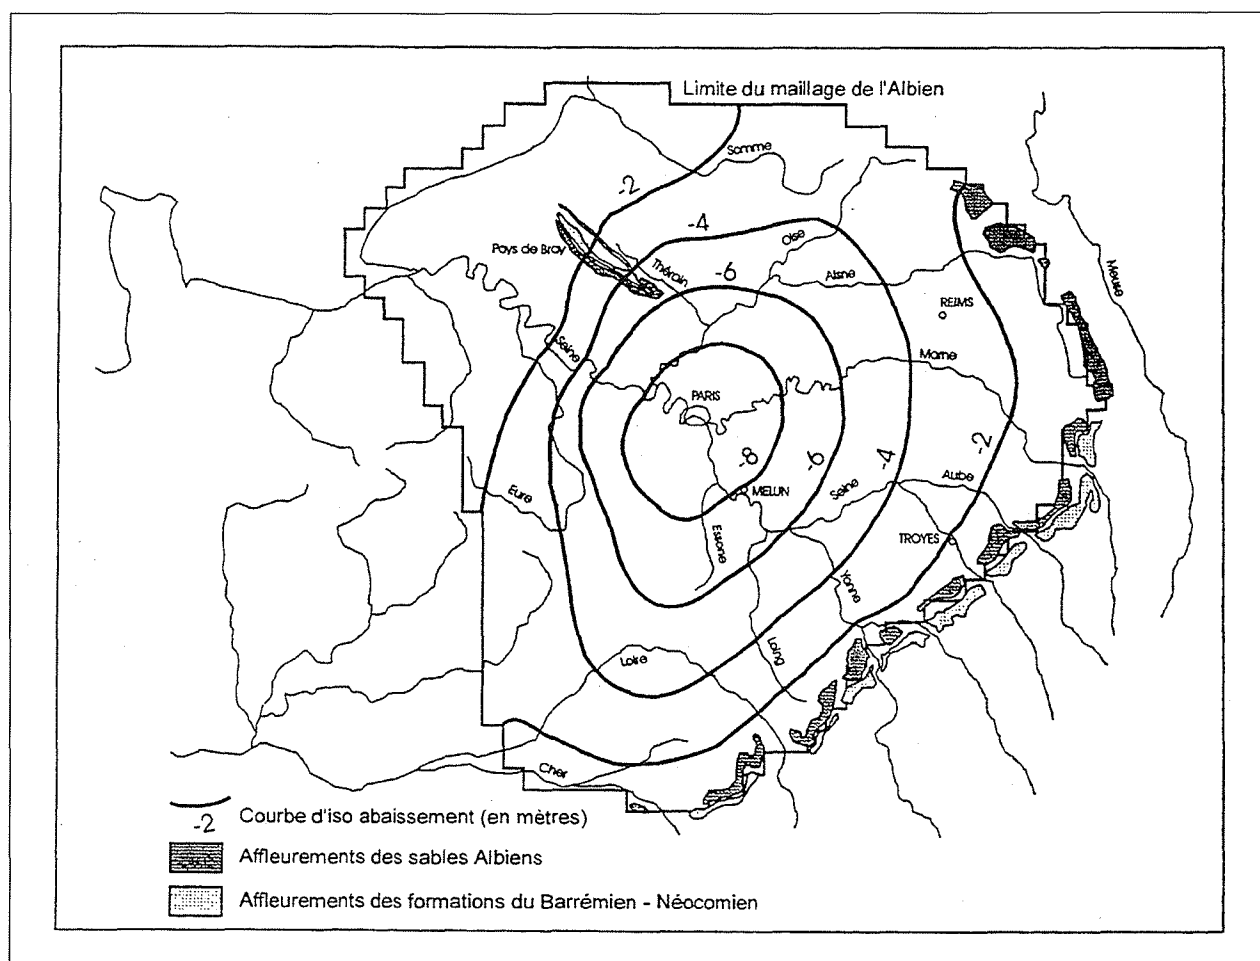 Limite du maillage de l'Albien
Somme
-2
-4
Oise
Pays de Bray
Thérain
-6
Aisne
Meuse
REIMS
Seine
Marne
PARIS
-8
-6
-4
-2
MELUN
Seine
Aube
Eure
Essone
TROYES
Yonne
Loing
Loire
Cher
-2
Courbe d'iso abaissement (en mètres)
Affleurements des sables Albiens
Affleurements des formations du Barrémien - Néocomien